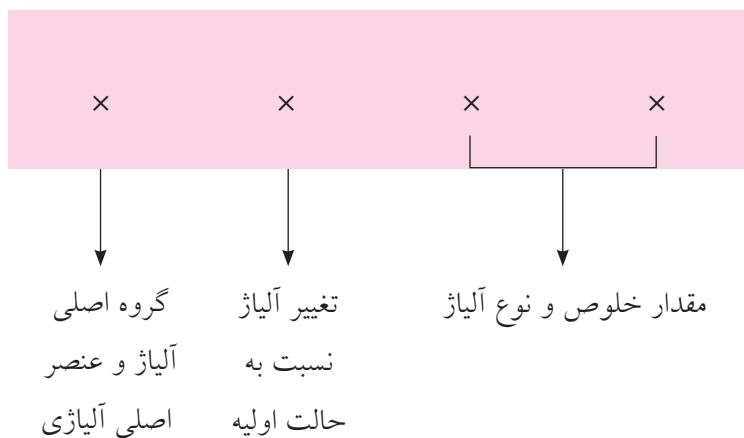 × × × ×
مقدار خلوص و نوع آلیاژ
تغییر آلیاژ
نسبت به
حالت اولیه
گروه اصلی
آلیاژ و عنصر
اصلی آلیاژی